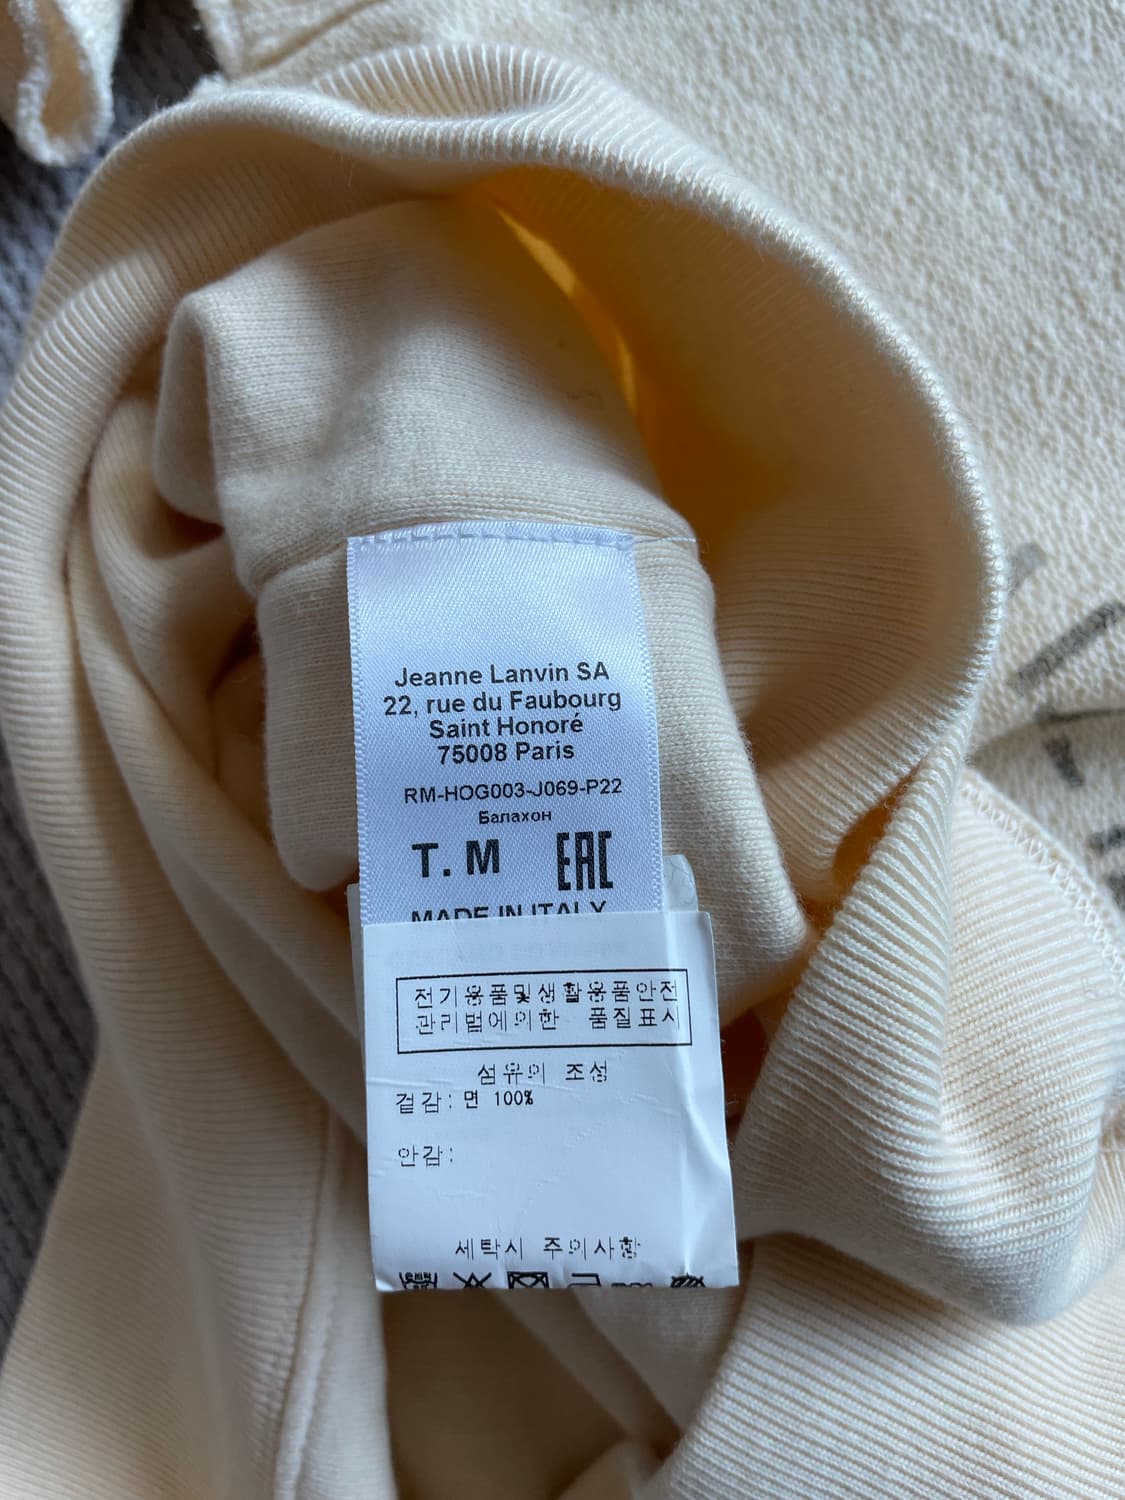 Jeanne Lanvin SA
22, rue du Faubourg
Saint Honoré
75008 Paris
RM-HOG003-J069-P22
Балахон
T. M EAC
MADE IN ITALY
전기용품및생활용품안전
관리법에의한 품질표시
섬유의 조성
겉감: 면 100%
안감:
세탁시 주의사항